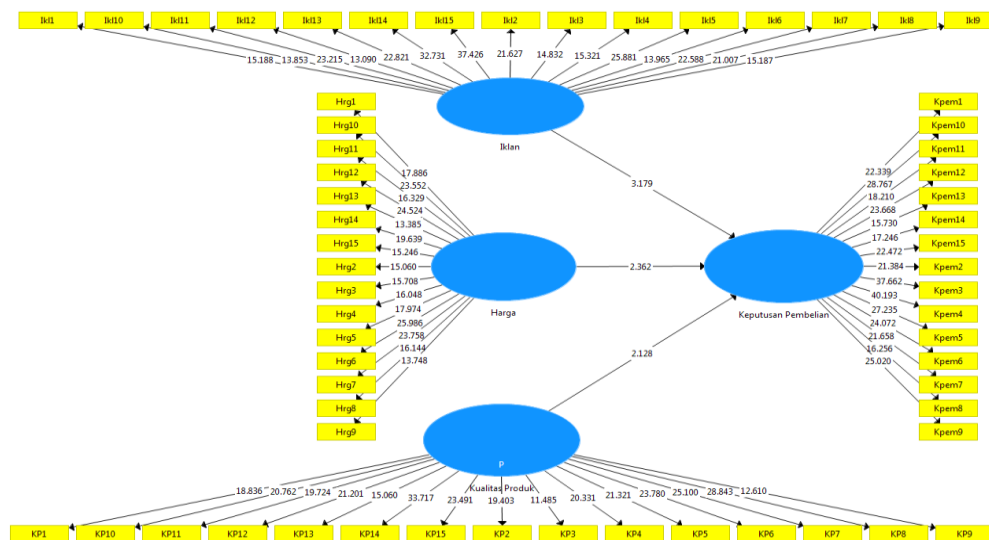 Ikl1 Ikl10 Ikl11 Ikl12 Ikl13 Ikl14 Ikl15 Ikl2 Ikl3 Ikl4 Ikl5 Ikl6 Ikl7 Ikl8 Ikl9
15.188 13.853 23.215 13.090 22.821 32.731 37.426 21.627 14.832 15.321 25.881 13.965 22.588 21.007 15.187
Iklan
Hrg1
Hrg10
Hrg11
Hrg12
Hrg13
Hrg14
Hrg15
Hrg2
Hrg3
Hrg4
Hrg5
Hrg6
Hrg7
Hrg8
Hrg9
17.886
23.552
16.329
24.524
13.385
19.639
15.246
15.060
15.708
16.048
17.974
25.986
23.758
16.144
13.748
Harga
3.179
2.362
2.128
Keputusan Pembelian
22.339
28.767
18.210
23.668
15.730
17.246
22.472
21.384
37.662
40.193
27.235
24.072
21.658
16.256
25.020
Kpem1
Kpem10
Kpem11
Kpem12
Kpem13
Kpem14
Kpem15
Kpem2
Kpem3
Kpem4
Kpem5
Kpem6
Kpem7
Kpem8
Kpem9
P
Kualitas Produk
18.836 20.762 19.724 21.201 15.060 33.717 23.491 19.403 11.485 20.331 21.321 23.780 25.100 28.843 12.610
KP1 KP10 KP11 KP12 KP13 KP14 KP15 KP2 KP3 KP4 KP5 KP6 KP7 KP8 KP9